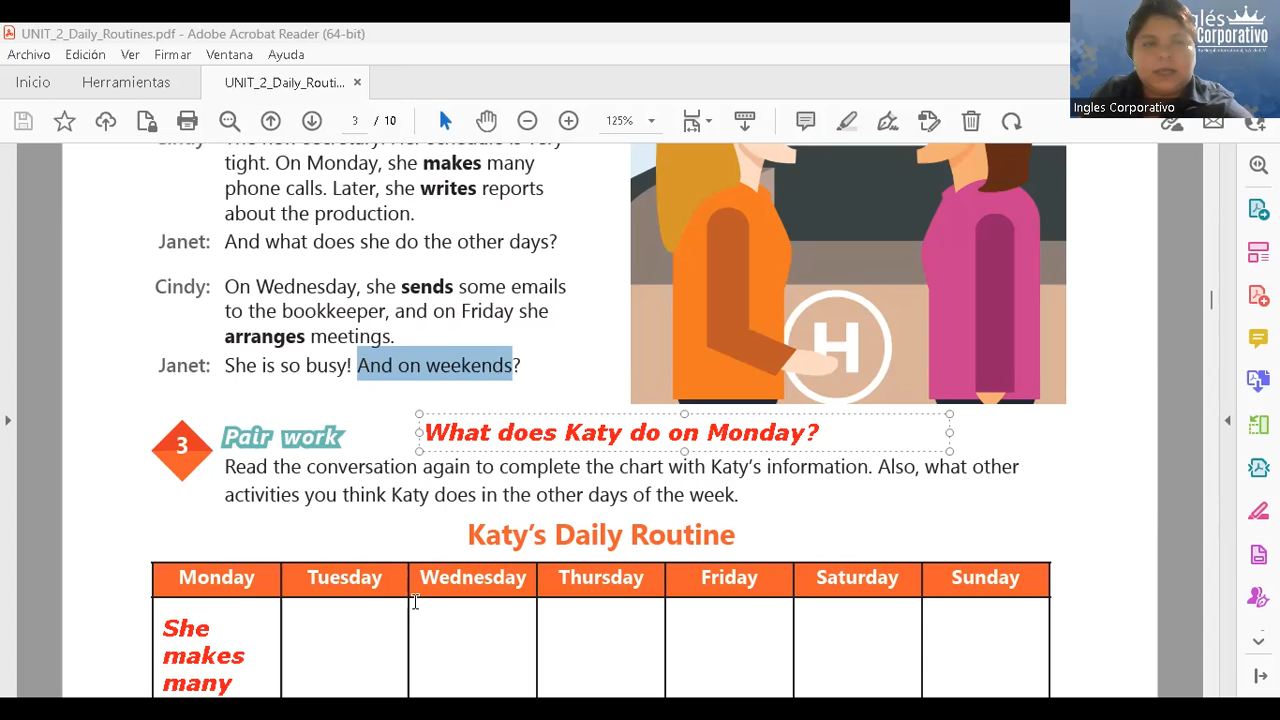 UNIT_2_Daily_Routines.pdf - Adobe Acrobat Reader (64-bit)
Archivo Edición Ver Firmar Ventana Ayuda
Inicio Herramientas UNIT_2_Daily_Routi... ×
3 / 10 125%
Inglés
Corporativo
Ingles Corporativo
tight. On Monday, she makes many
phone calls. Later, she writes reports
about the production.
Janet: And what does she do the other days?
Cindy: On Wednesday, she sends some emails
to the bookkeeper, and on Friday she
arranges meetings.
Janet: She is so busy! And on weekends?
H
3 Pair work What does Katy do on Monday?
Read the conversation again to complete the chart with Katy's information. Also, what other
activities you think Katy does in the other days of the week.
Katy's Daily Routine
Monday Tuesday Wednesday Thursday Friday Saturday Sunday
She
makes
many